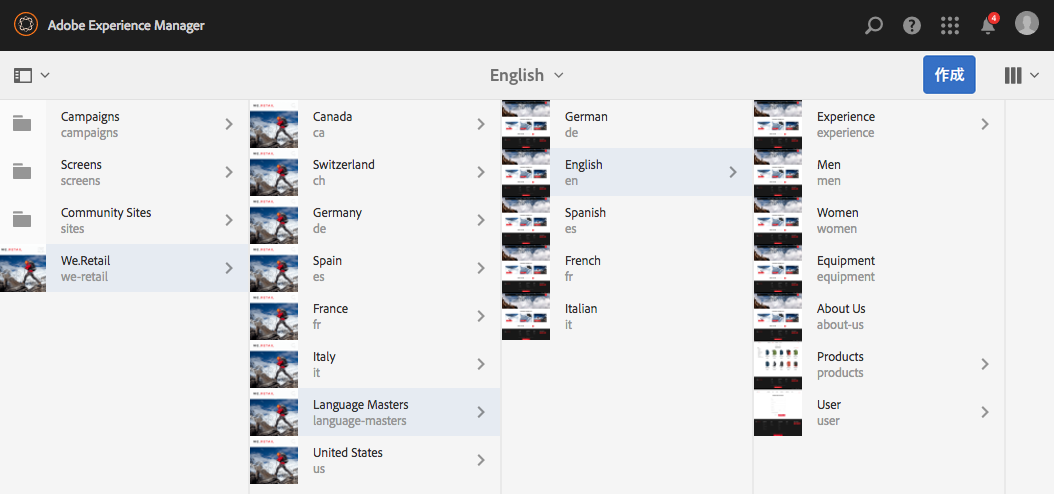 Adobe Experience Manager
4
English
作成
Campaigns
campaigns
Screens
screens
Community Sites
sites
We.Retail
we-retail
Canada
ca
Switzerland
ch
Germany
de
Spain
es
France
fr
Italy
it
Language Masters
language-masters
United States
us
German
de
English
en
Spanish
es
French
fr
Italian
it
Experience
experience
Men
men
Women
women
Equipment
equipment
About Us
about-us
Products
products
User
user